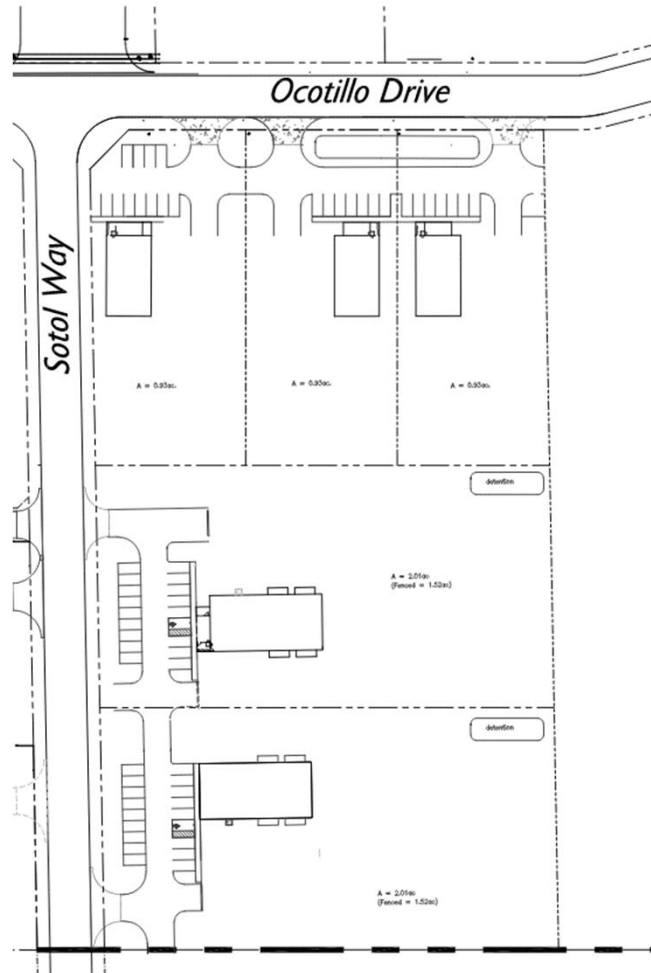 Ocotillo Drive
Sotol Way
A = 0.93ac.
A = 0.93ac.
A = 0.93ac.
detention
A = 2.01ac
(Fenced = 1.52ac)
detention
A = 2.01ac
(Fenced = 1.52ac)